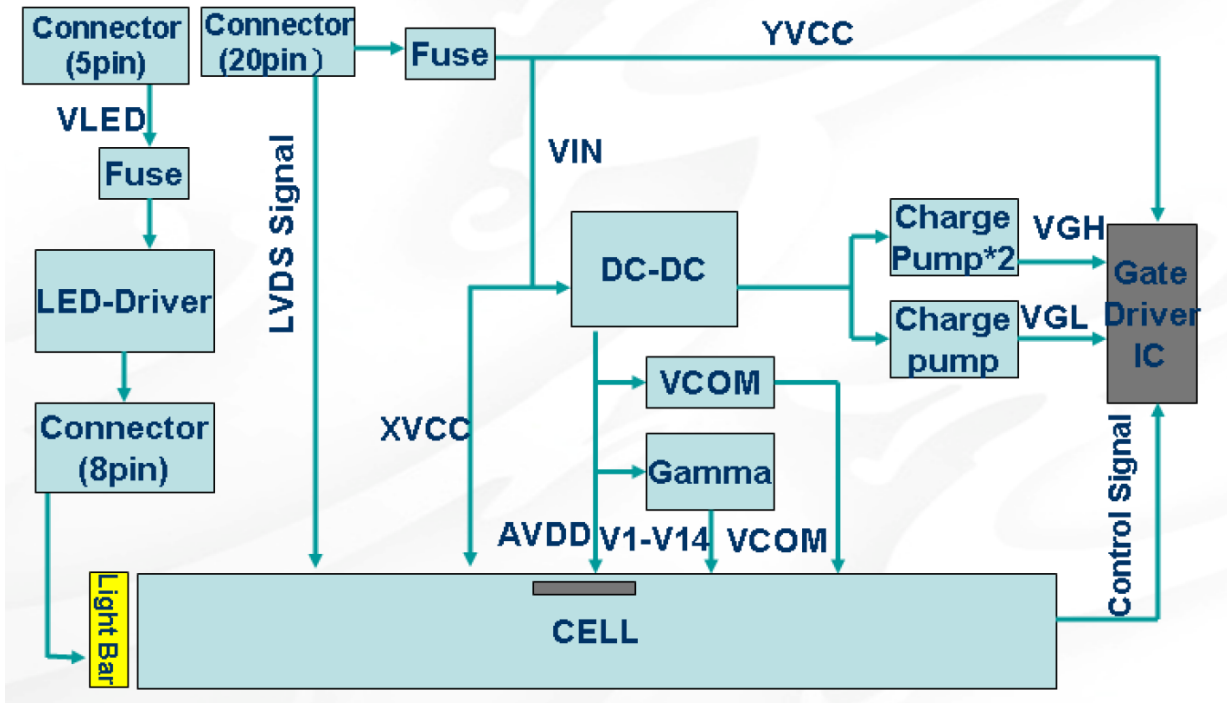 Connector
(5pin)
Connector
(20pin）
Fuse
YVCC
VLED
Fuse
LVDS Signal
VIN
LED-Driver
DC-DC
Charge
Pump*2
VGH
Charge
pump
VGL
Gate
Driver
IC
Connector
(8pin)
XVCC
VCOM
Gamma
AVDD
V1-V14
VCOM
Control Signal
Light Bar
CELL